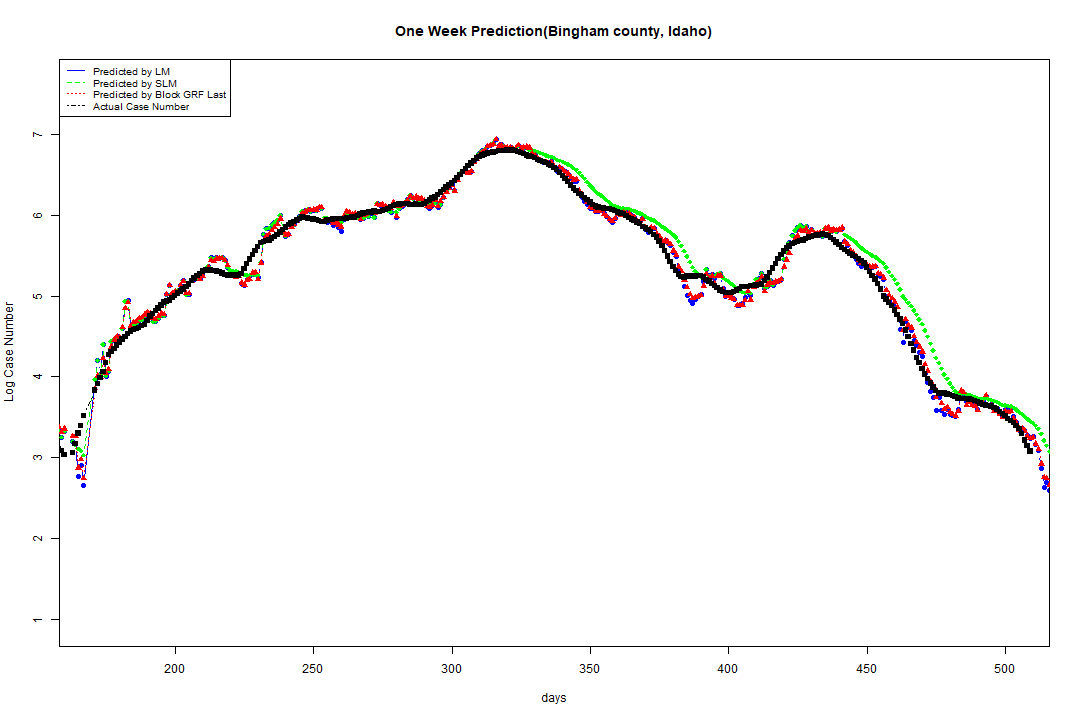 One Week Prediction(Bingham county, Idaho)
Predicted by LM
Predicted by SLM
Predicted by Block GRF Last
Actual Case Number
7
6
5
4
3
2
1
Log Case Number
200 250 300 350 400 450 500
days